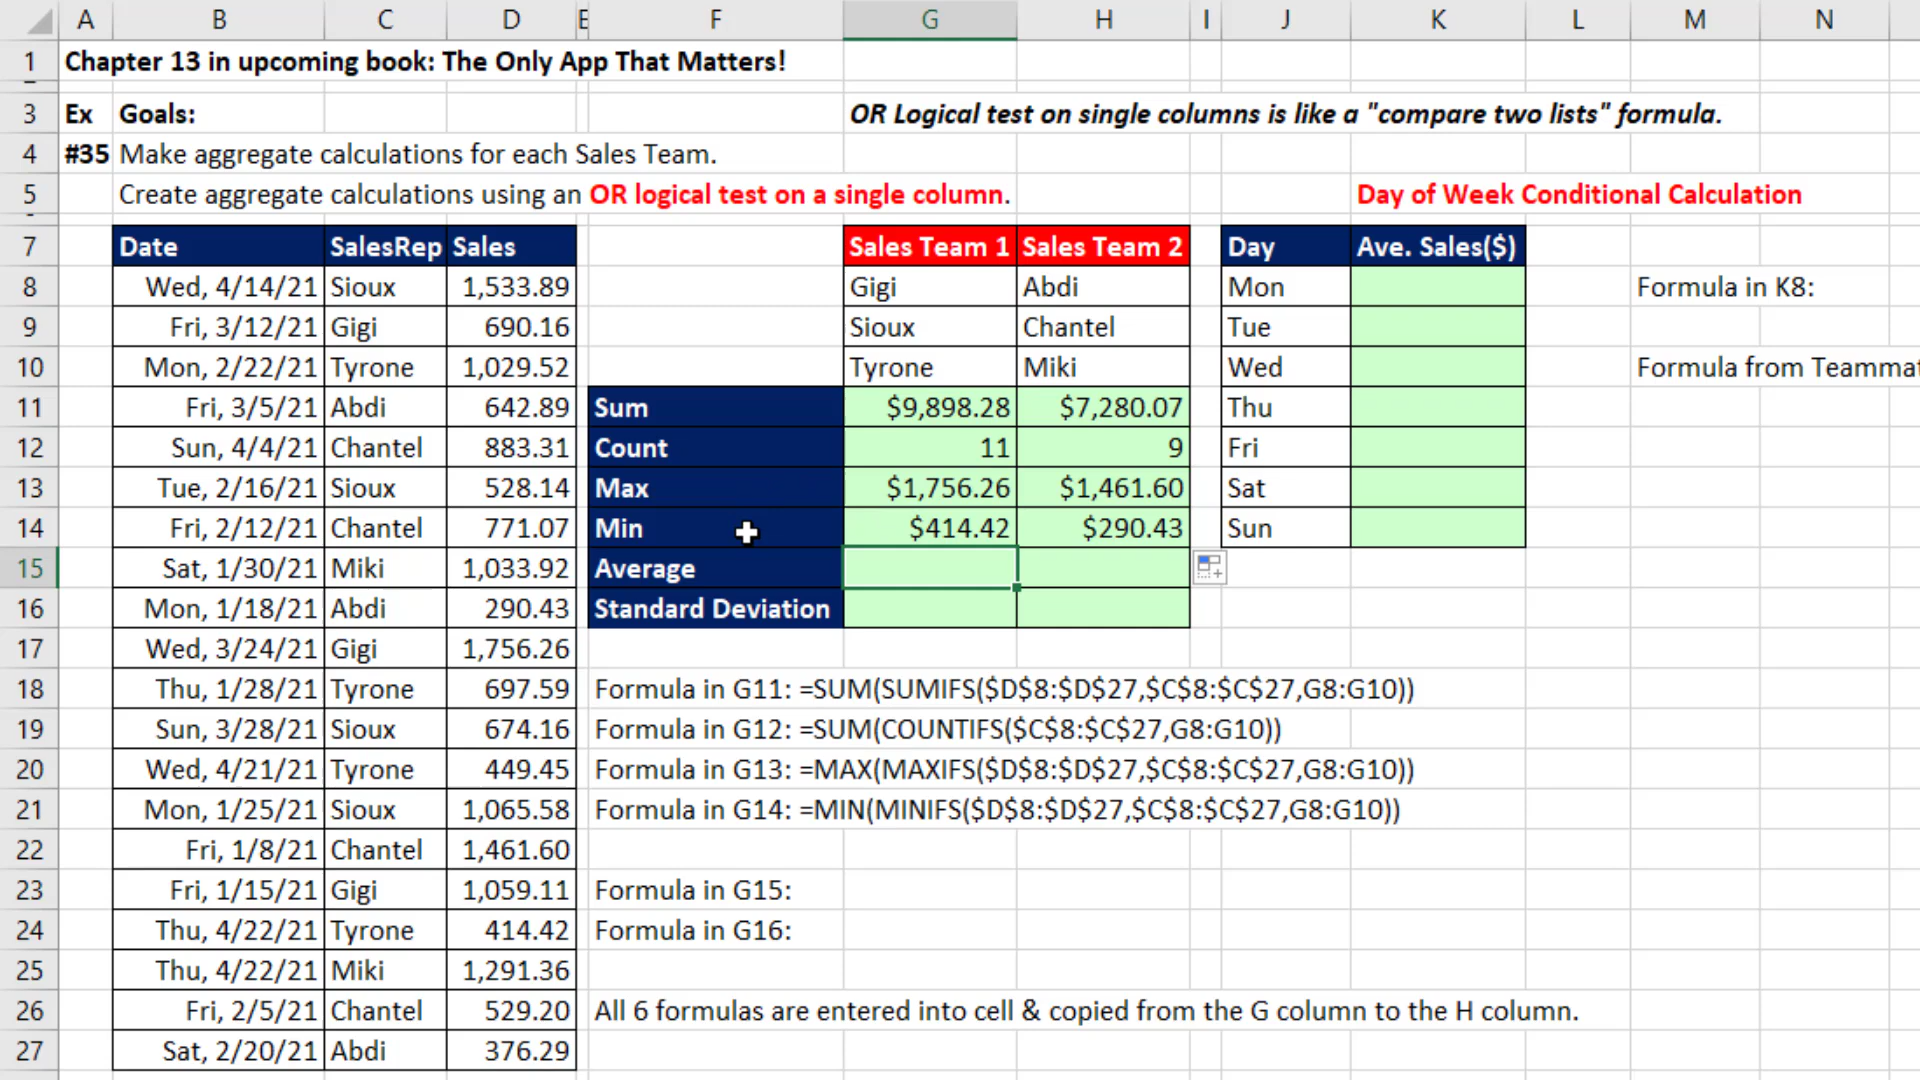 A B C D E F G H I J K L M N
1 Chapter 13 in upcoming book: The Only App That Matters!
3 Ex Goals: OR Logical test on single columns is like a "compare two lists" formula.
4 #35 Make aggregate calculations for each Sales Team.
5 Create aggregate calculations using an OR logical test on a single column. Day of Week Conditional Calculation
7 Date SalesRep Sales Sales Team 1 Sales Team 2 Day Ave. Sales($)
8 Wed, 4/14/21 Sioux 1,533.89 Gigi Abdi Mon Formula in K8:
9 Fri, 3/12/21 Gigi 690.16 Sioux Chantel Tue
10 Mon, 2/22/21 Tyrone 1,029.52 Tyrone Miki Wed Formula from Teammat
11 Fri, 3/5/21 Abdi 642.89 Sum $9,898.28 $7,280.07 Thu
12 Sun, 4/4/21 Chantel 883.31 Count 11 9 Fri
13 Tue, 2/16/21 Sioux 528.14 Max $1,756.26 $1,461.60 Sat
14 Fri, 2/12/21 Chantel 771.07 Min $414.42 $290.43 Sun
15 Sat, 1/30/21 Miki 1,033.92 Average
16 Mon, 1/18/21 Abdi 290.43 Standard Deviation
17 Wed, 3/24/21 Gigi 1,756.26
18 Thu, 1/28/21 Tyrone 697.59 Formula in G11: =SUM(SUMIFS($D$8:$D$27,$C$8:$C$27,G8:G10))
19 Sun, 3/28/21 Sioux 674.16 Formula in G12: =SUM(COUNTIFS($C$8:$C$27,G8:G10))
20 Wed, 4/21/21 Tyrone 449.45 Formula in G13: =MAX(MAXIFS($D$8:$D$27,$C$8:$C$27,G8:G10))
21 Mon, 1/25/21 Sioux 1,065.58 Formula in G14: =MIN(MINIFS($D$8:$D$27,$C$8:$C$27,G8:G10))
22 Fri, 1/8/21 Chantel 1,461.60
23 Fri, 1/15/21 Gigi 1,059.11 Formula in G15:
24 Thu, 4/22/21 Tyrone 414.42 Formula in G16:
25 Thu, 4/22/21 Miki 1,291.36
26 Fri, 2/5/21 Chantel 529.20 All 6 formulas are entered into cell & copied from the G column to the H column.
27 Sat, 2/20/21 Abdi 376.29